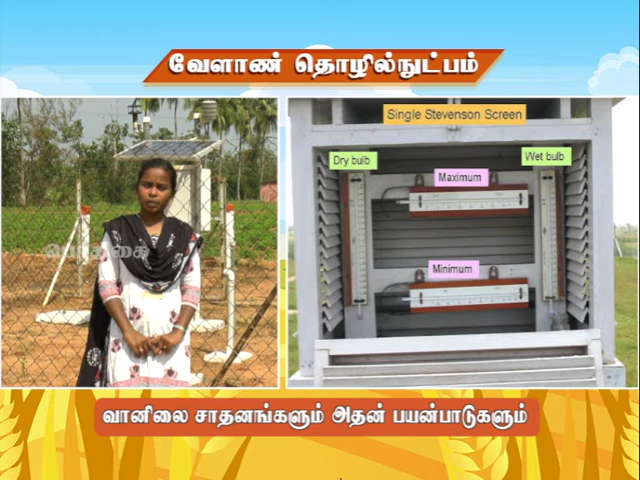 வேளாண் தொழில்நுட்பம்
Single Stevenson Screen
Dry bulb
Wet bulb
Maximum
Minimum
பொதிகை
வானிலை சாதனங்களும் அதன் பயன்பாடுகளும்